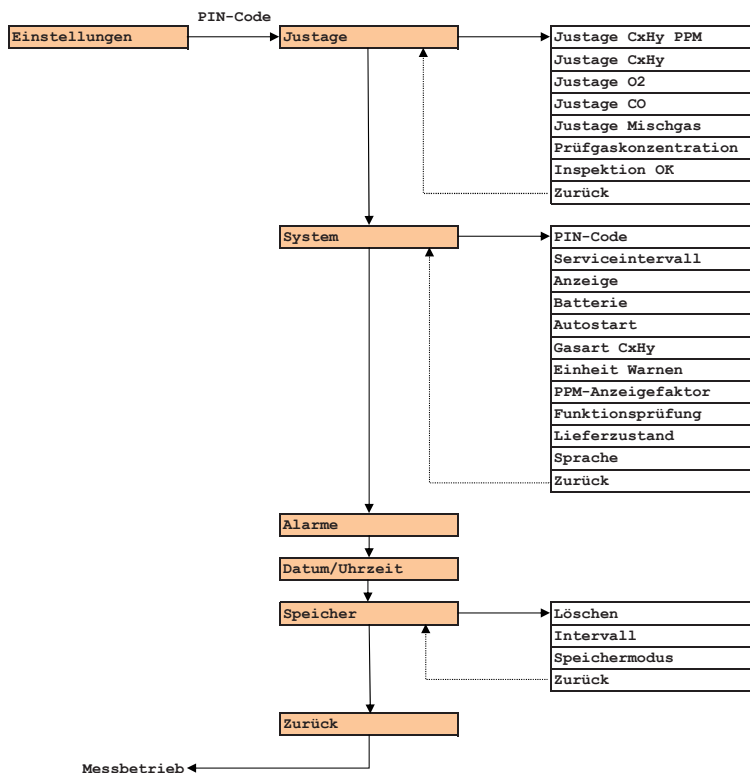 PIN-Code
Einstellungen
Justage
Justage CxHy PPM
Justage CxHy
Justage O2
Justage CO
Justage Mischgas
Prüfgaskonzentration
Inspektion OK
Zurück
System
PIN-Code
Serviceintervall
Anzeige
Batterie
Autostart
Gasart CxHy
Einheit Warnen
PPM-Anzeigefaktor
Funktionsprüfung
Lieferzustand
Sprache
Zurück
Alarme
Datum/Uhrzeit
Speicher
Löschen
Intervall
Speichermodus
Zurück
Zurück
Messbetrieb